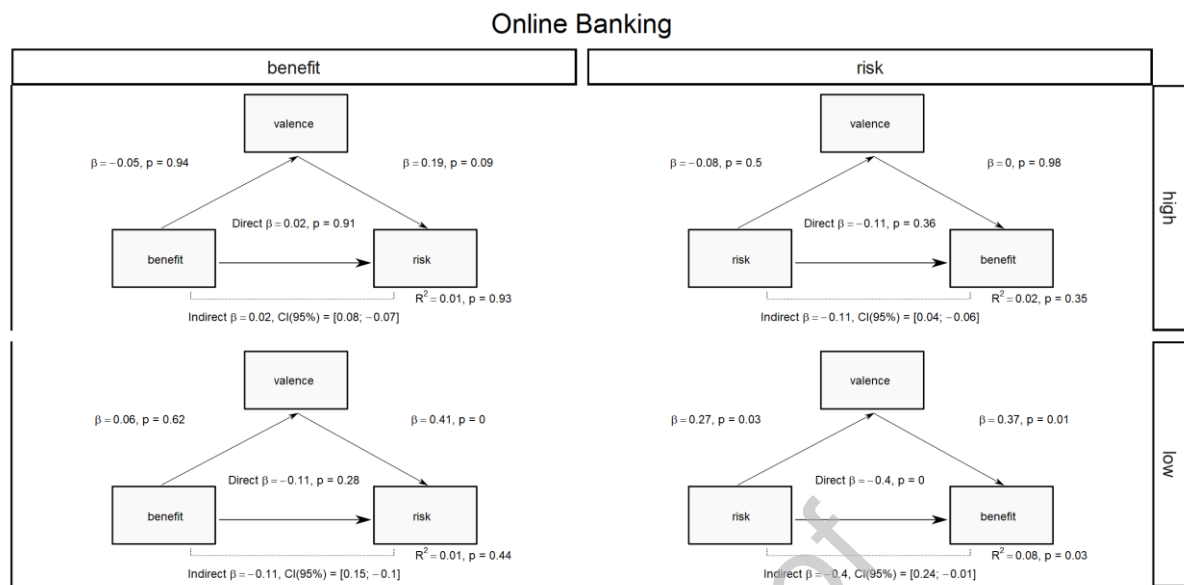 Online Banking
benefit
risk
valence
β = −0.05, p = 0.94
β = 0.19, p = 0.09
Direct β = 0.02, p = 0.91
benefit
risk
R² = 0.01, p = 0.93
Indirect β = 0.02, CI(95%) = [0.08; −0.07]
valence
β = −0.08, p = 0.5
β = 0, p = 0.98
Direct β = −0.11, p = 0.36
risk
benefit
R² = 0.02, p = 0.35
Indirect β = −0.11, CI(95%) = [0.04; −0.06]
high
valence
β = 0.06, p = 0.62
β = 0.41, p = 0
Direct β = −0.11, p = 0.28
benefit
risk
R² = 0.01, p = 0.44
Indirect β = −0.11, CI(95%) = [0.15; −0.1]
valence
β = 0.27, p = 0.03
β = 0.37, p = 0.01
Direct β = −0.4, p = 0
risk
benefit
R² = 0.08, p = 0.03
Indirect β = −0.4, CI(95%) = [0.24; −0.01]
low
of